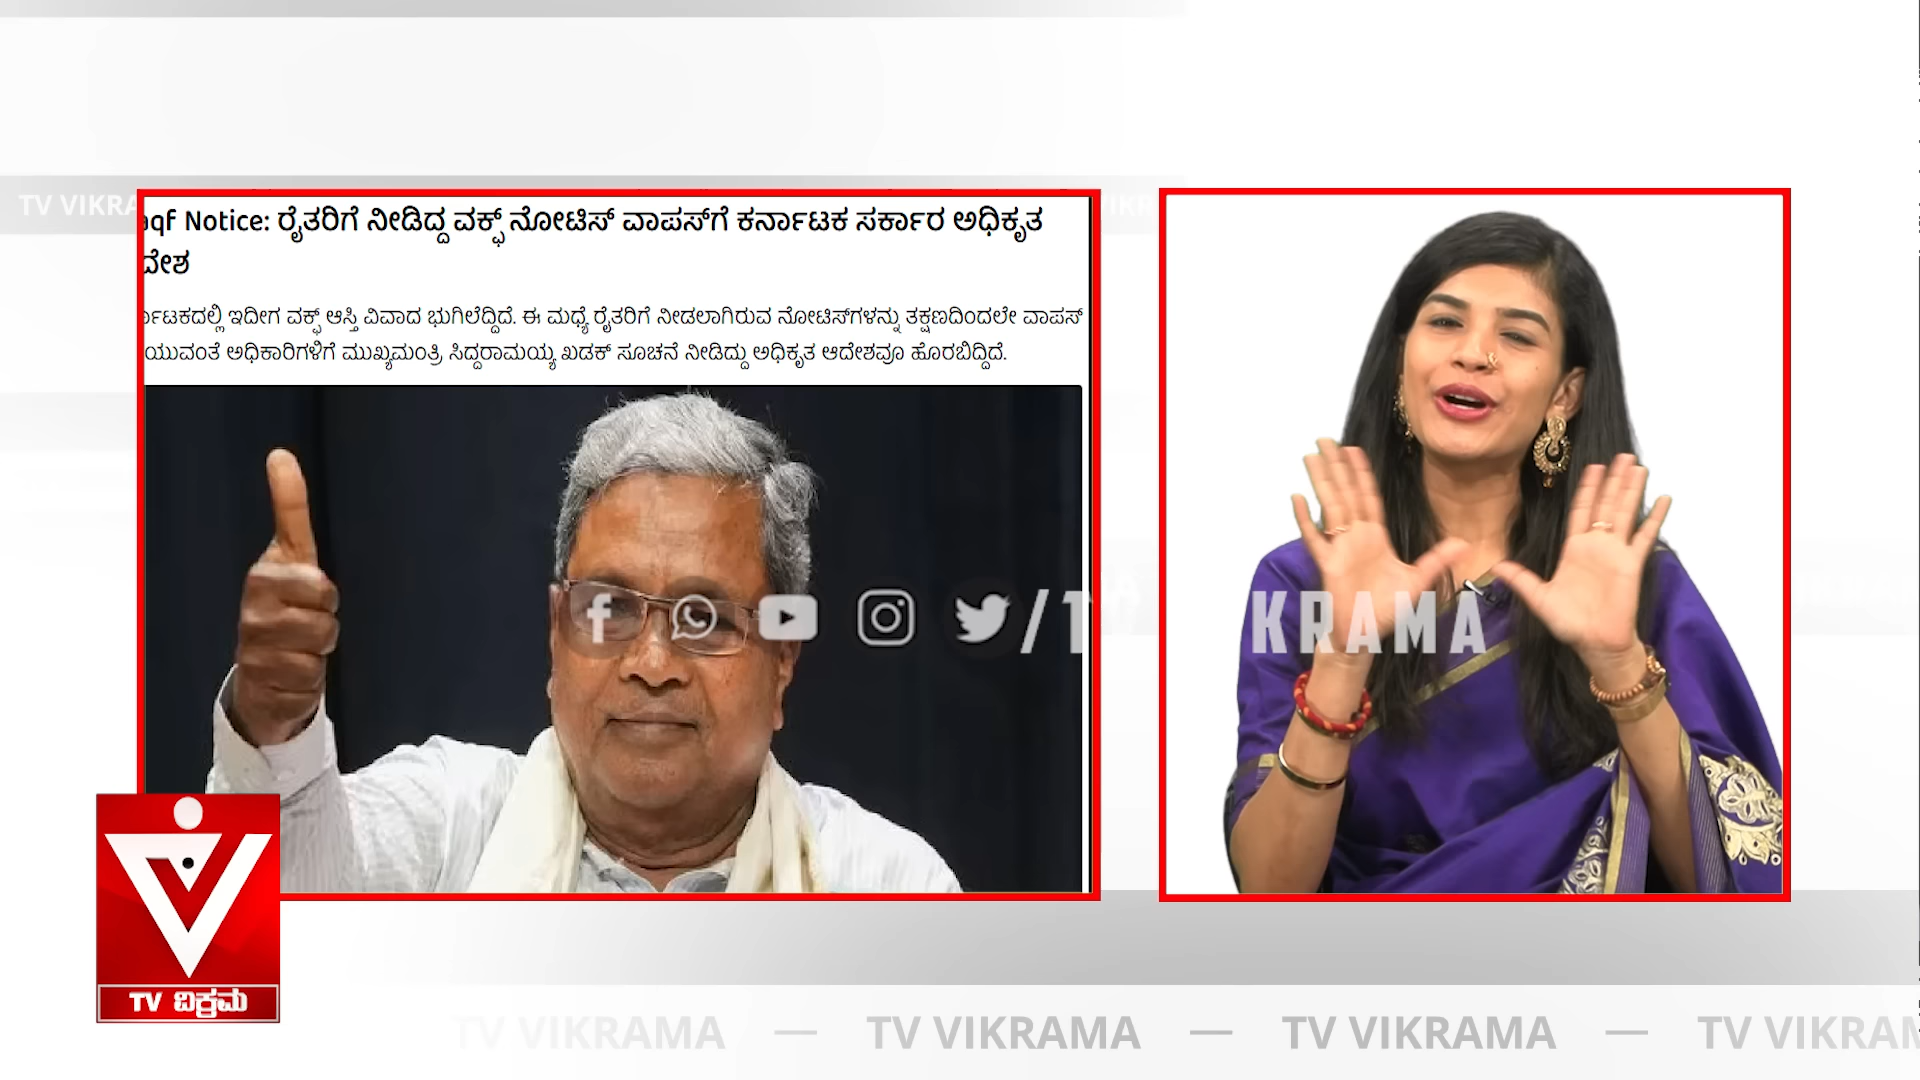 TV VIKRA
aqf Notice: ರೈತರಿಗೆ ನೀಡಿದ್ದ ವಕ್ಫ್ ನೋಟಿಸ್ ವಾಪಸ್‌ಗೆ ಕರ್ನಾಟಕ ಸರ್ಕಾರ ಅಧಿಕೃತ
ದೇಶ
ರ್ನಾಟಕದಲ್ಲಿ ಇದೀಗ ವಕ್ಫ್ ಆಸ್ತಿ ವಿವಾದ ಭುಗಿಲೆದ್ದಿದೆ. ಈ ಮಧ್ಯೆ ರೈತರಿಗೆ ನೀಡಲಾಗಿರುವ ನೋಟಿಸ್‌ಗಳನ್ನು ತಕ್ಷಣದಿಂದಲೇ ವಾಪಸ್
ಯುವಂತೆ ಅಧಿಕಾರಿಗಳಿಗೆ ಮುಖ್ಯಮಂತ್ರಿ ಸಿದ್ದರಾಮಯ್ಯ ಖಡಕ್ ಸೂಚನೆ ನೀಡಿದ್ದು ಅಧಿಕೃತ ಆದೇಶವೂ ಹೊರಬಿದ್ದಿದೆ.
KRAMA
TV ವಿಕ್ರಮ
TV VIKRAMA — TV VIKRAMA — TV VIKRAMA — TV VIKRAM